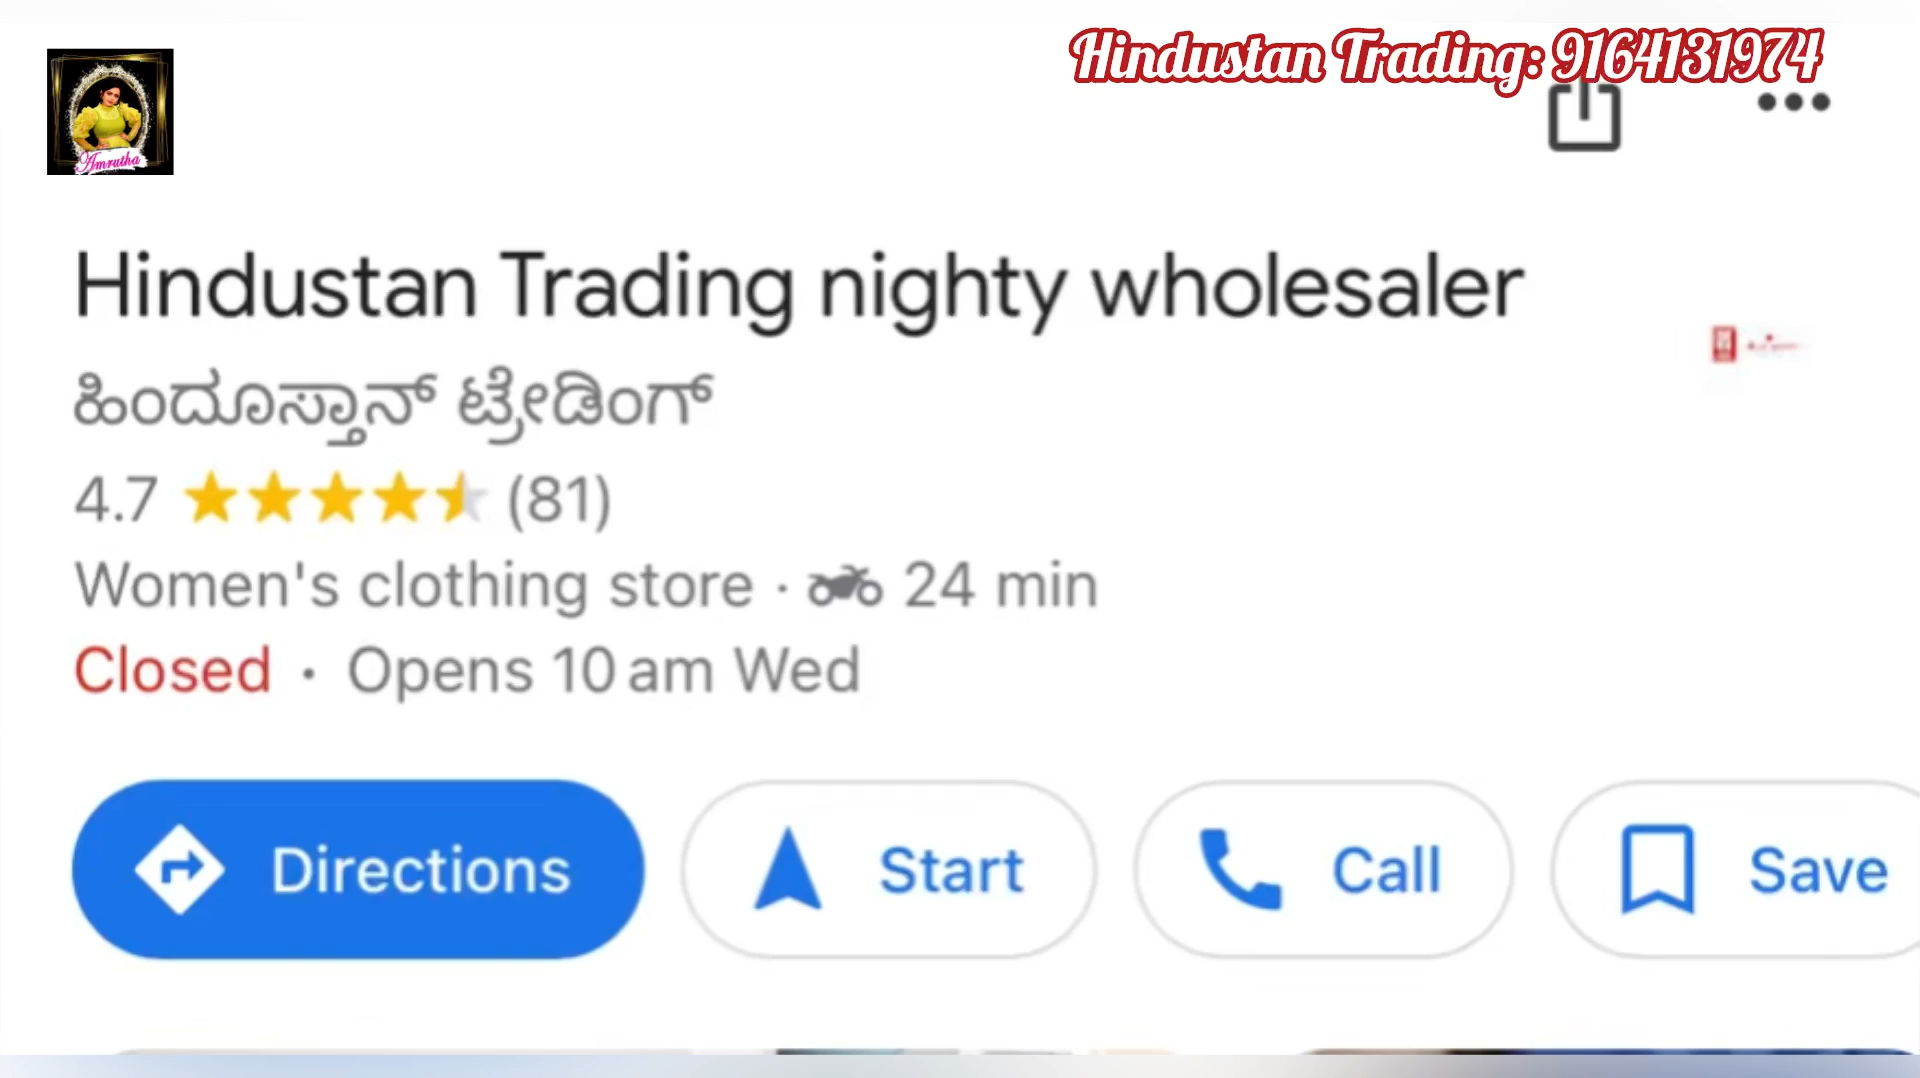 Hindustan Trading: 9164131974
Amrutha
Hindustan Trading nighty wholesaler
ಹಿಂದೂಸ್ತಾನ್ ಟ್ರೇಡಿಂಗ್
4.7 (81)
Women's clothing store · 24 min
Closed · Opens 10 am Wed
Directions
Start
Call
Save